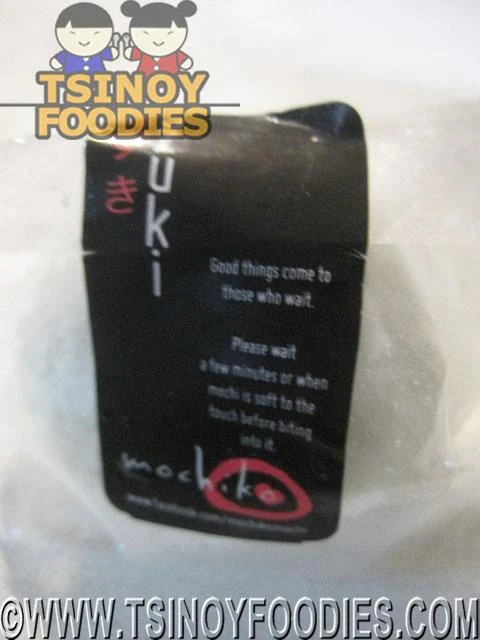 TSINOY
FOODIES
き
uki
Good things come to
those who wait.
Please wait
a few minutes or when
mochi is soft to the
touch before biting
into it.
mochiko
©WWW.TSINOYFOODIES.COM